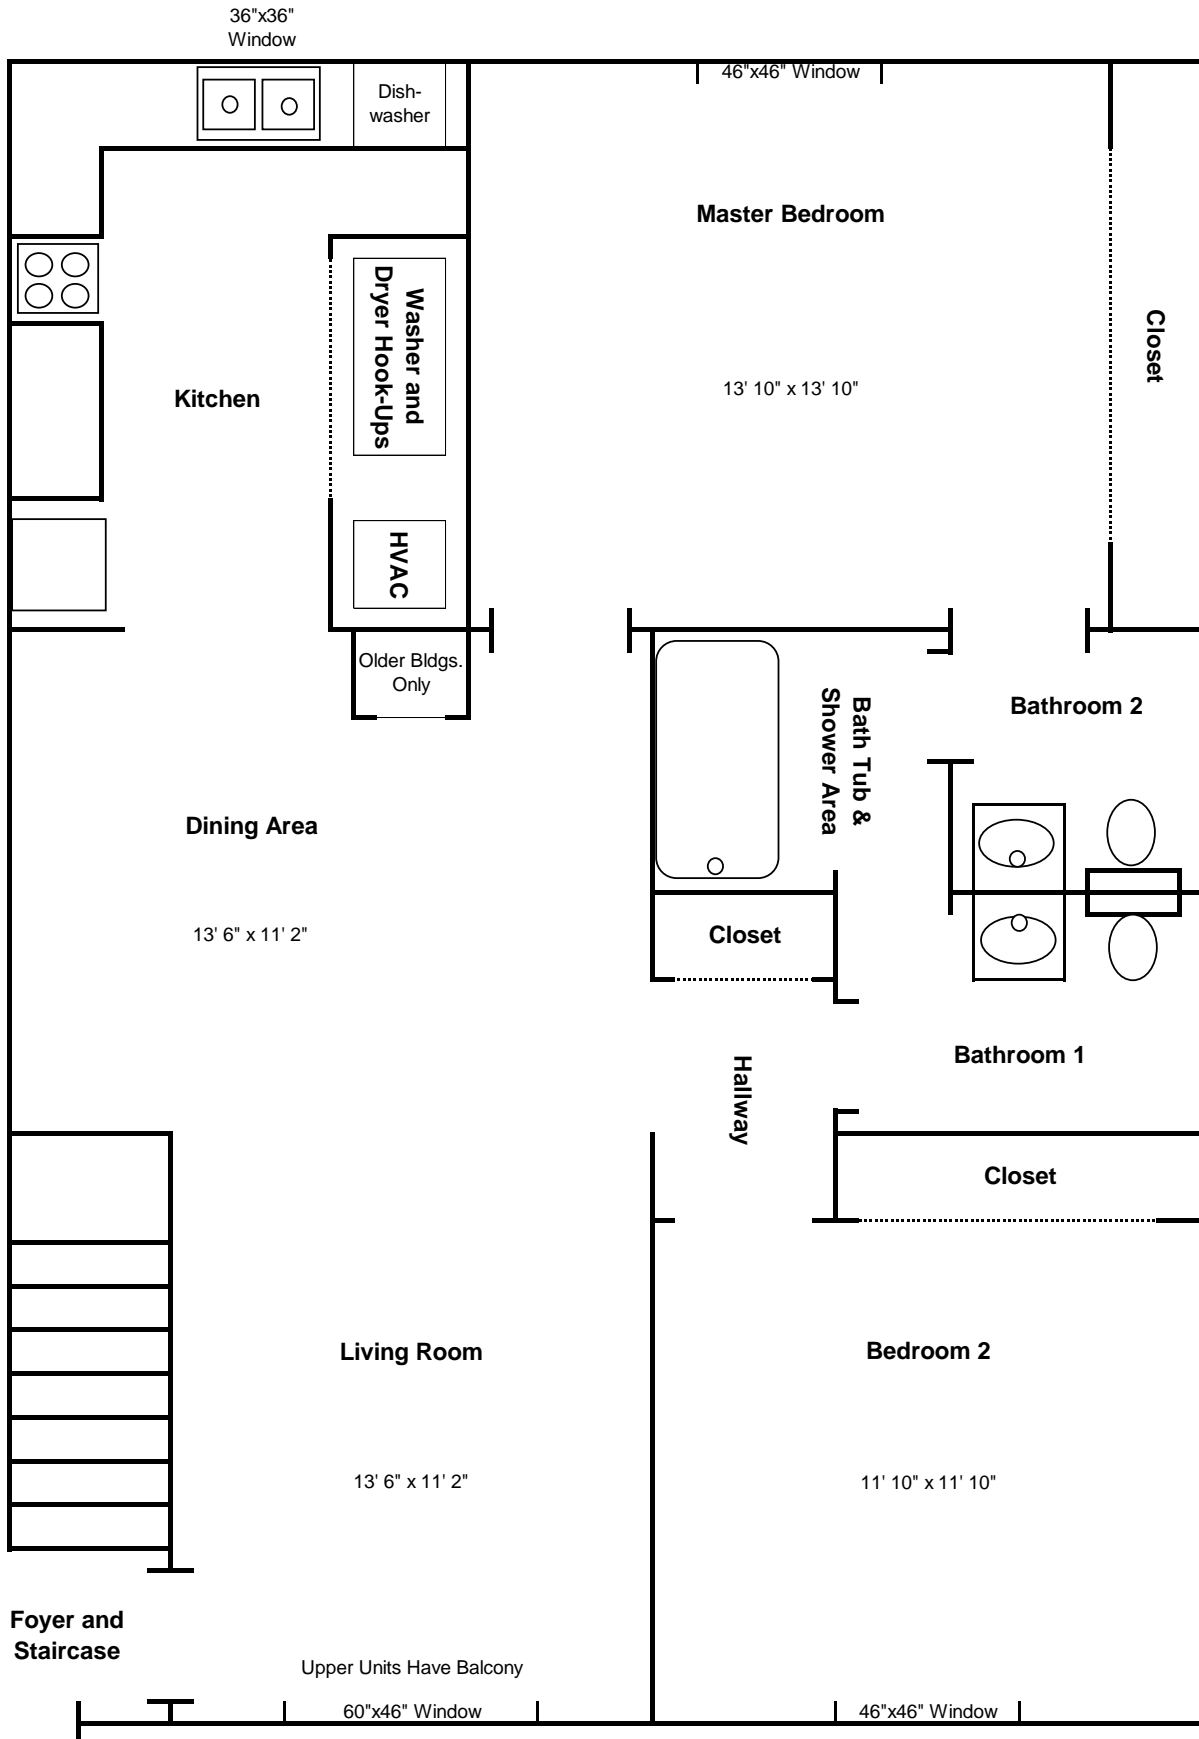 36"x36"
Window
46"x46" Window
Dish-
washer
Master Bedroom
Washer and
Dryer Hook-Ups
Closet
Kitchen
13' 10" x 13' 10"
HVAC
Older Bldgs.
Only
Bath Tub &
Shower Area
Bathroom 2
Dining Area
13' 6" x 11' 2"
Closet
Hallway
Bathroom 1
Closet
Living Room
Bedroom 2
13' 6" x 11' 2"
11' 10" x 11' 10"
Foyer and
Staircase
Upper Units Have Balcony
60"x46" Window
46"x46" Window